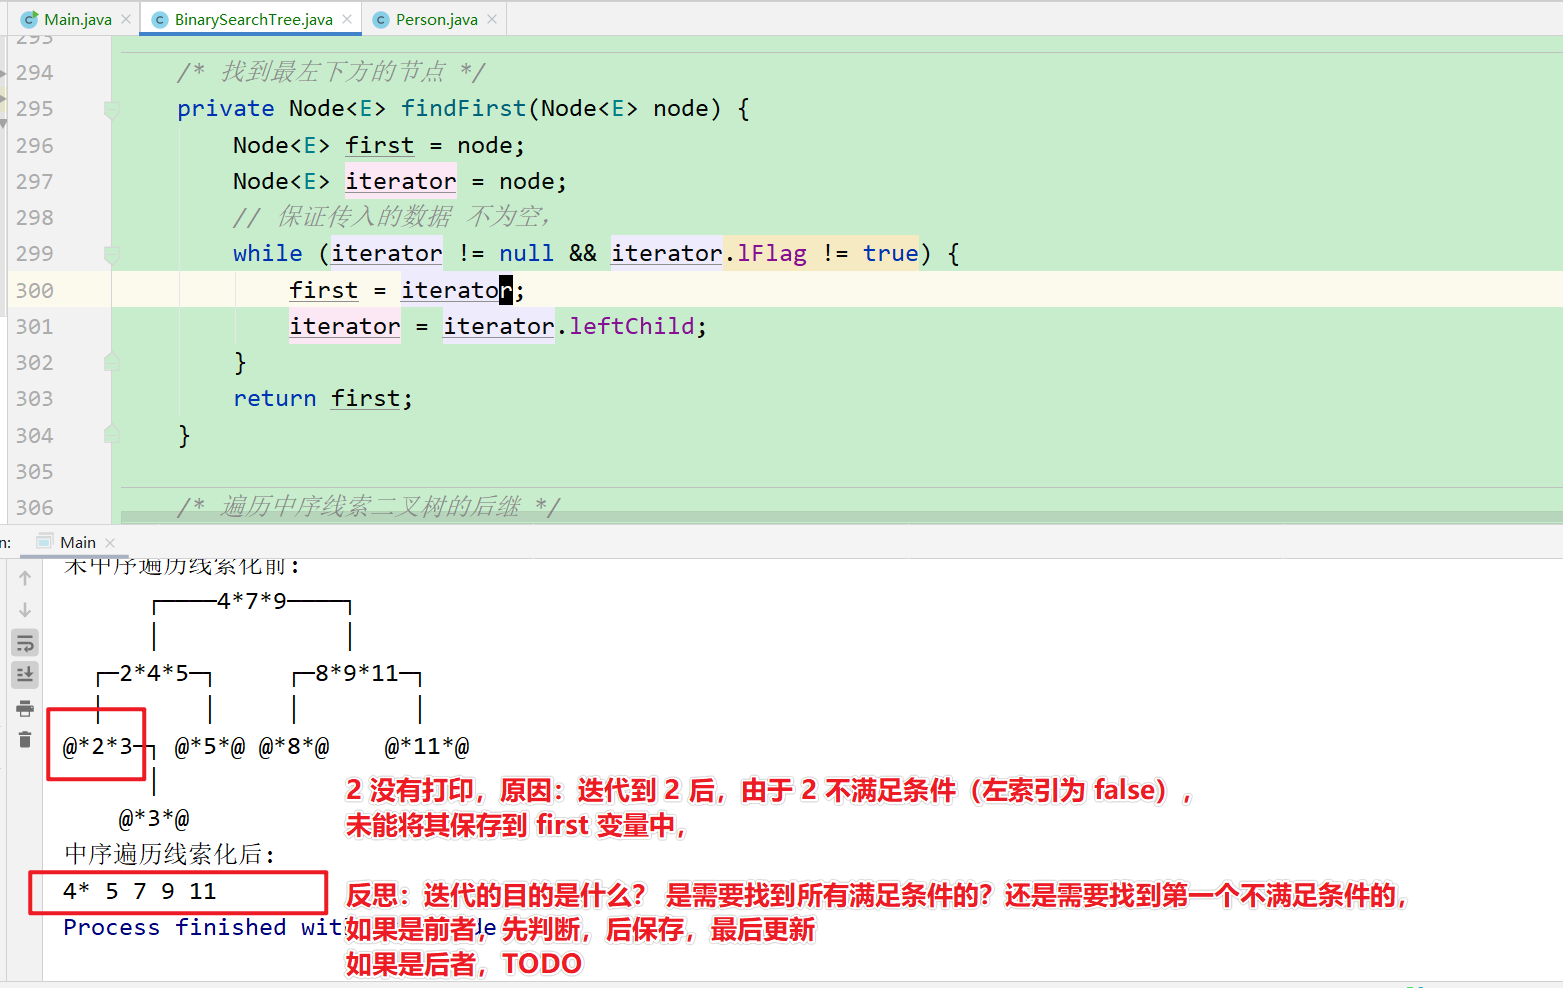 Main.java × BinarySearchTree.java × Person.java ×
293
294 /* 找到最左下方的节点 */
295 private Node<E> findFirst(Node<E> node) {
296 Node<E> first = node;
297 Node<E> iterator = node;
298 // 保证传入的数据 不为空，
299 while (iterator != null && iterator.lFlag != true) {
300 first = iterator;
301 iterator = iterator.leftChild;
302 }
303 return first;
304 }
305
306 /* 遍历中序线索二叉树的后继 */
n: Main ×
未中序遍历线索化前：
┌────4*7*9────┐
│ │
┌─2*4*5─┐ ┌─8*9*11─┐
│ │ │ │
@*2*3─┐ @*5*@ @*8*@ @*11*@
│
@*3*@
2 没有打印，原因：迭代到 2 后，由于 2 不满足条件（左索引为 false），
未能将其保存到 first 变量中，
中序遍历线索化后：
4* 5 7 9 11
反思：迭代的目的是什么？ 是需要找到所有满足条件的？还是需要找到第一个不满足条件的，
Process finished wit
如果是前者，先判断，后保存，最后更新
如果是后者，TODO